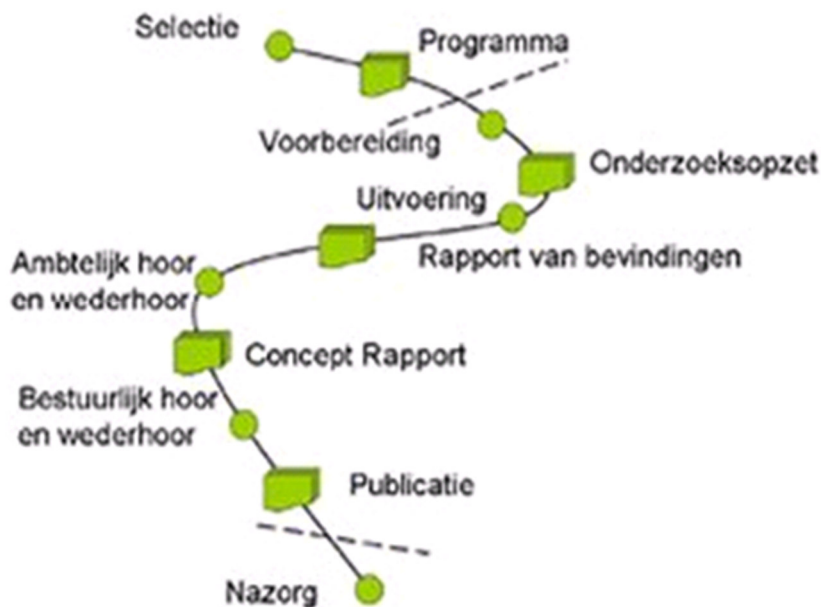 Selectie
Programma
Voorbereiding
Onderzoeksopzet
Uitvoering
Rapport van bevindingen
Ambtelijk hoor
en wederhoor
Concept Rapport
Bestuurlijk hoor
en wederhoor
Publicatie
Nazorg